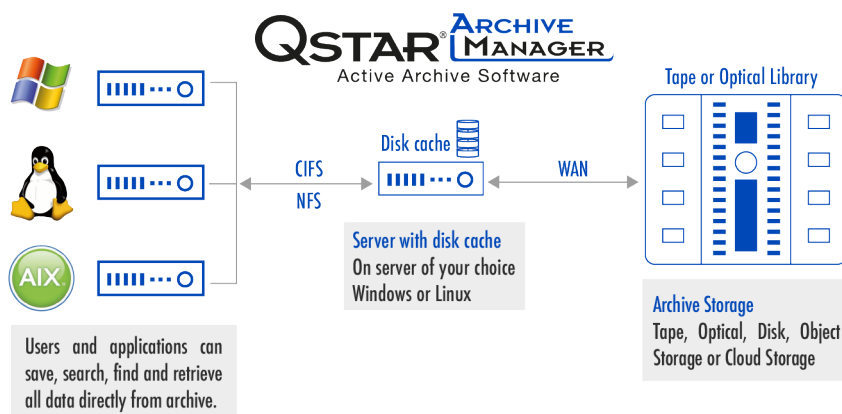 QSTAR® ARCHIVE MANAGER
Active Archive Software
Tape or Optical Library
Disk cache
CIFS
NFS
WAN
AIX
Server with disk cache
On server of your choice
Windows or Linux
Archive Storage
Tape, Optical, Disk, Object
Storage or Cloud Storage
Users and applications can
save, search, find and retrieve
all data directly from archive.